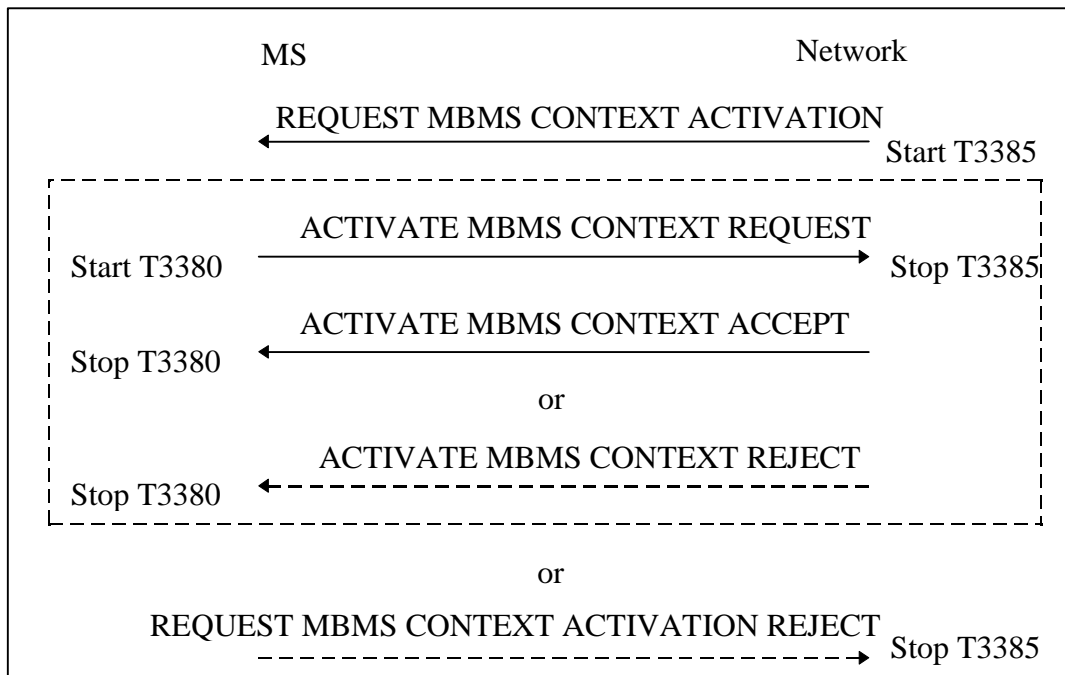 MS
Network
REQUEST MBMS CONTEXT ACTIVATION
Start T3385
ACTIVATE MBMS CONTEXT REQUEST
Start T3380
Stop T3385
ACTIVATE MBMS CONTEXT ACCEPT
Stop T3380
or
ACTIVATE MBMS CONTEXT REJECT
Stop T3380
or
REQUEST MBMS CONTEXT ACTIVATION REJECT
Stop T3385